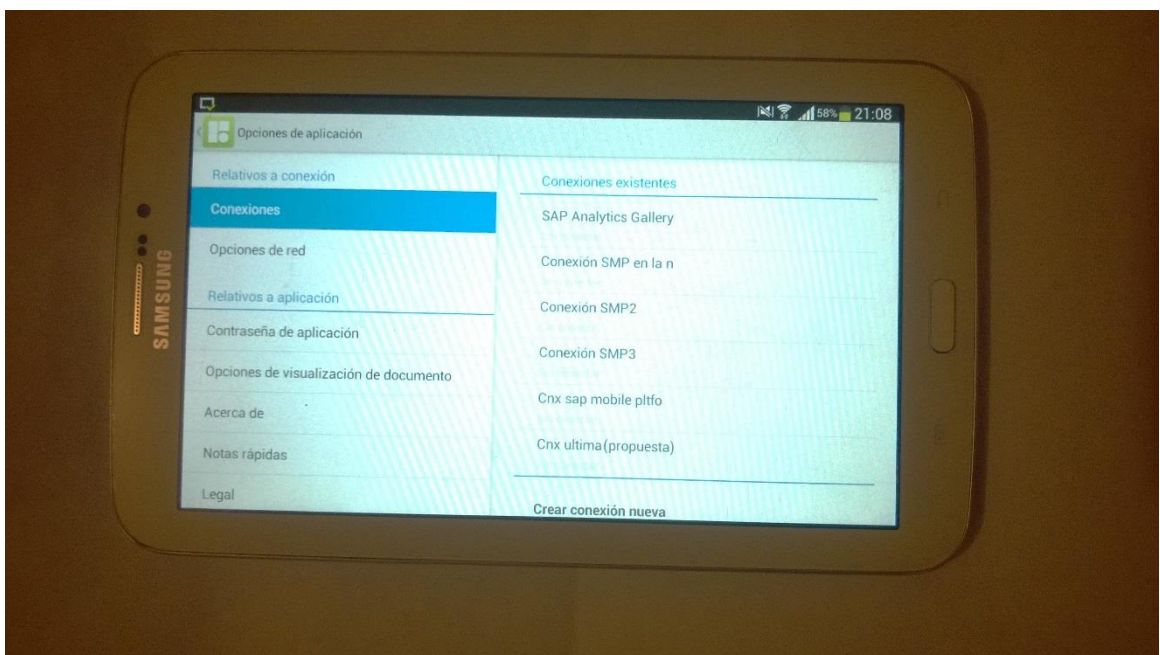 58% 21:08
Opciones de aplicación
Relativos a conexión
Conexiones
Opciones de red
Relativos a aplicación
Contraseña de aplicación
Opciones de visualización de documento
Acerca de
Notas rápidas
Legal
Conexiones existentes
SAP Analytics Gallery
Conexión SMP en la n
Conexión SMP2
Conexión SMP3
Cnx sap mobile pltfo
Cnx ultima(propuesta)
Crear conexión nueva
SAMSUNG